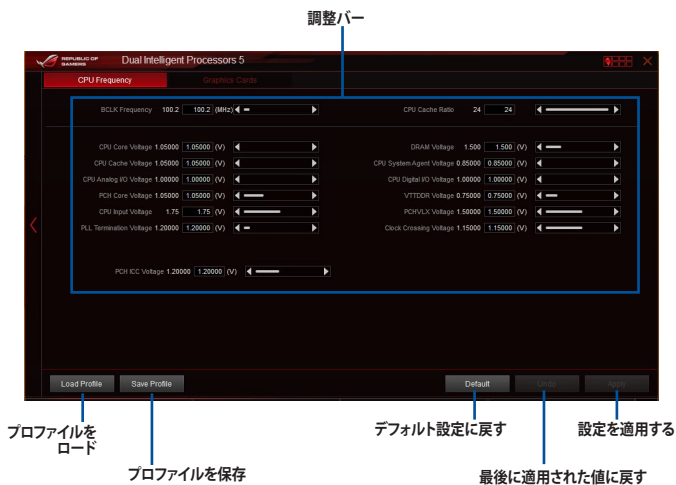 調整バー
REPUBLIC OF
GAMERS
Dual Intelligent Processors 5
CPU Frequency
Graphics Cards
BCLK Frequency 100.2 100.2 (MHz)
CPU Cache Ratio 24 24
CPU Core Voltage 1.05000 1.05000 (V)
DRAM Voltage 1.500 1.500 (V)
CPU Cache Voltage 1.05000 1.05000 (V)
CPU System Agent Voltage 0.85000 0.85000 (V)
CPU Analog I/O Voltage 1.00000 1.00000 (V)
CPU Digital I/O Voltage 1.00000 1.00000 (V)
PCH Core Voltage 1.05000 1.05000 (V)
VTTDDR Voltage 0.75000 0.75000 (V)
CPU Input Voltage 1.75 1.75 (V)
PCHVLX Voltage 1.50000 1.50000 (V)
PLL Termination Voltage 1.20000 1.20000 (V)
Clock Crossing Voltage 1.15000 1.15000 (V)
PCH ICC Voltage 1.20000 1.20000 (V)
Load Profile
Save Profile
Default
Undo
Apply
プロファイルを
ロード
プロファイルを保存
デフォルト設定に戻す
最後に適用された値に戻す
設定を適用する